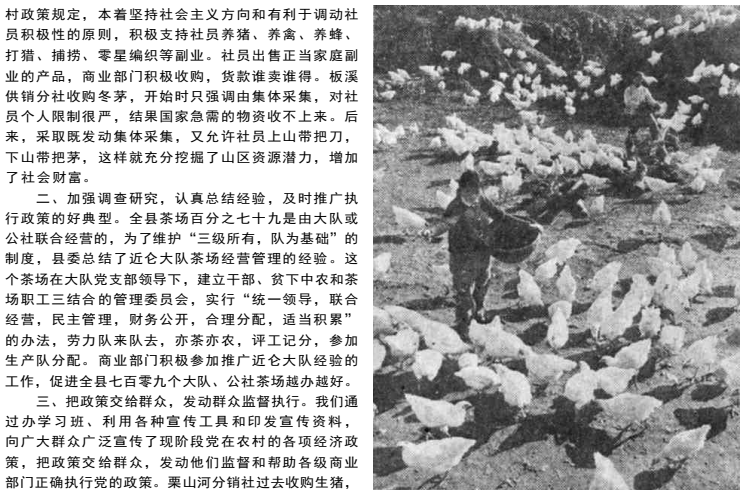 村政策规定，本着坚持社会主义方向和有利于调动社
员积极性的原则，积极支持社员养猪、养禽、养蜂、
打猎、捕捞、零星编织等副业。社员出售正当家庭副
业的产品，商业部门积极收购，货款谁卖谁得。板溪
供销分社收购冬茅，开始时只强调由集体采集，对社
员个人限制很严，结果国家急需的物资收不上来。后
来，采取既发动集体采集，又允许社员上山带把刀，
下山带把茅，这样就充分挖掘了山区资源潜力，增加
了社会财富。
二、加强调查研究，认真总结经验，及时推广执
行政策的好典型。全县茶场百分之七十九是由大队或
公社联合经营的，为了维护“三级所有，队为基础”的
制度，县委总结了近仑大队茶场经营管理的经验。这
个茶场在大队党支部领导下，建立干部、贫下中农和茶
场职工三结合的管理委员会，实行“统一领导，联合
经营，民主管理，财务公开，合理分配，适当积累”
的办法，劳力队来队去，亦茶亦农，评工记分，参加
生产队分配。商业部门积极参加推广近仑大队经验的
工作，促进全县七百零九个大队、公社茶场越办越好。
三、把政策交给群众，发动群众监督执行。我们通
过办学习班、利用各种宣传工具和印发宣传资料，
向广大群众广泛宣传了现阶段党在农村的各项经济政
策，把政策交给群众，发动他们监督和帮助各级商业
部门正确执行党的政策。栗山河分销社过去收购生猪，